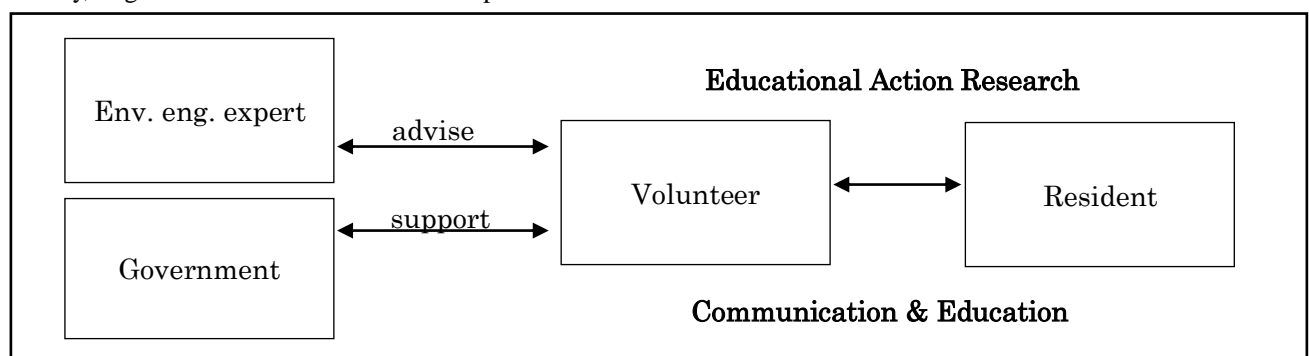 Educational Action Research
Env. eng. expert
advise
Volunteer
Resident
support
Government
Communication & Education